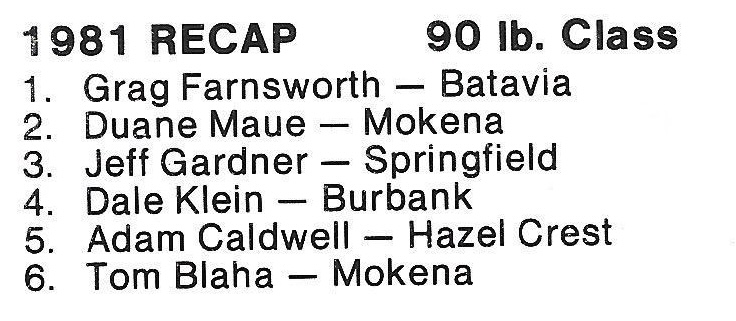 1981 RECAP 90 lb. Class
1. Grag Farnsworth — Batavia
2. Duane Maue — Mokena
3. Jeff Gardner — Springfield
4. Dale Klein — Burbank
5. Adam Caldwell — Hazel Crest
6. Tom Blaha — Mokena